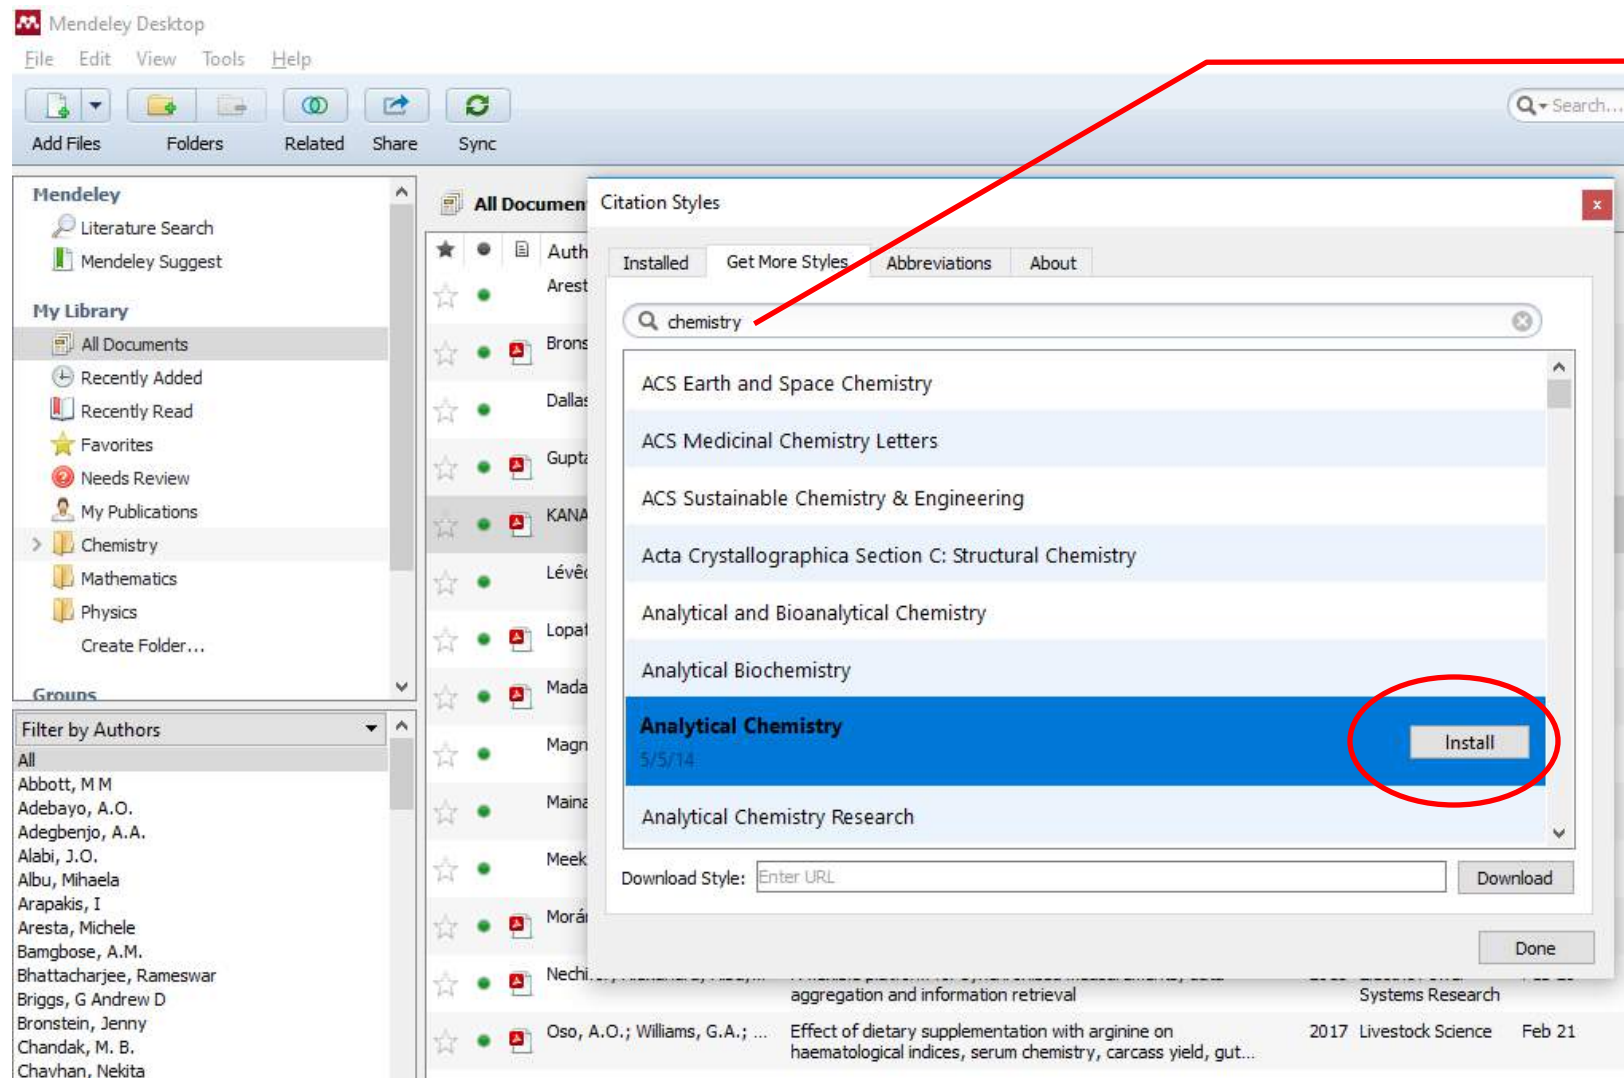 Mendeley Desktop
File Edit View Tools Help
Search...
Add Files Folders Related Share Sync
Mendeley
Literature Search
Mendeley Suggest
My Library
All Documents
Recently Added
Recently Read
Favorites
Needs Review
My Publications
Chemistry
Mathematics
Physics
Create Folder...
Groups
Filter by Authors
All
Abbott, M M
Adebayo, A.O.
Adegbenjo, A.A.
Alabi, J.O.
Albu, Mihaela
Arapakis, I
Aresta, Michele
Bamgbose, A.M.
Bhattacharjee, Rameswar
Briggs, G Andrew D
Bronstein, Jenny
Chandak, M. B.
Chavhan, Nekita
All Documen
Auth
Arest
Brons
Dallas
Gupta
KANA
Lopat
Mada
Magn
Maina
Meek
Morán
Nechi
aggregation and information retrieval
Systems Research
Oso, A.O.; Williams, G.A.; ... Effect of dietary supplementation with arginine on 2017 Livestock Science Feb 21
haematological indices, serum chemistry, carcass yield, gut...
Citation Styles
x
Installed Get More Styles Abbreviations About
chemistry
ACS Earth and Space Chemistry
ACS Medicinal Chemistry Letters
ACS Sustainable Chemistry & Engineering
Acta Crystallographica Section C: Structural Chemistry
Analytical and Bioanalytical Chemistry
Analytical Biochemistry
Analytical Chemistry
5/5/14
Install
Analytical Chemistry Research
Download Style: Enter URL Download
Done